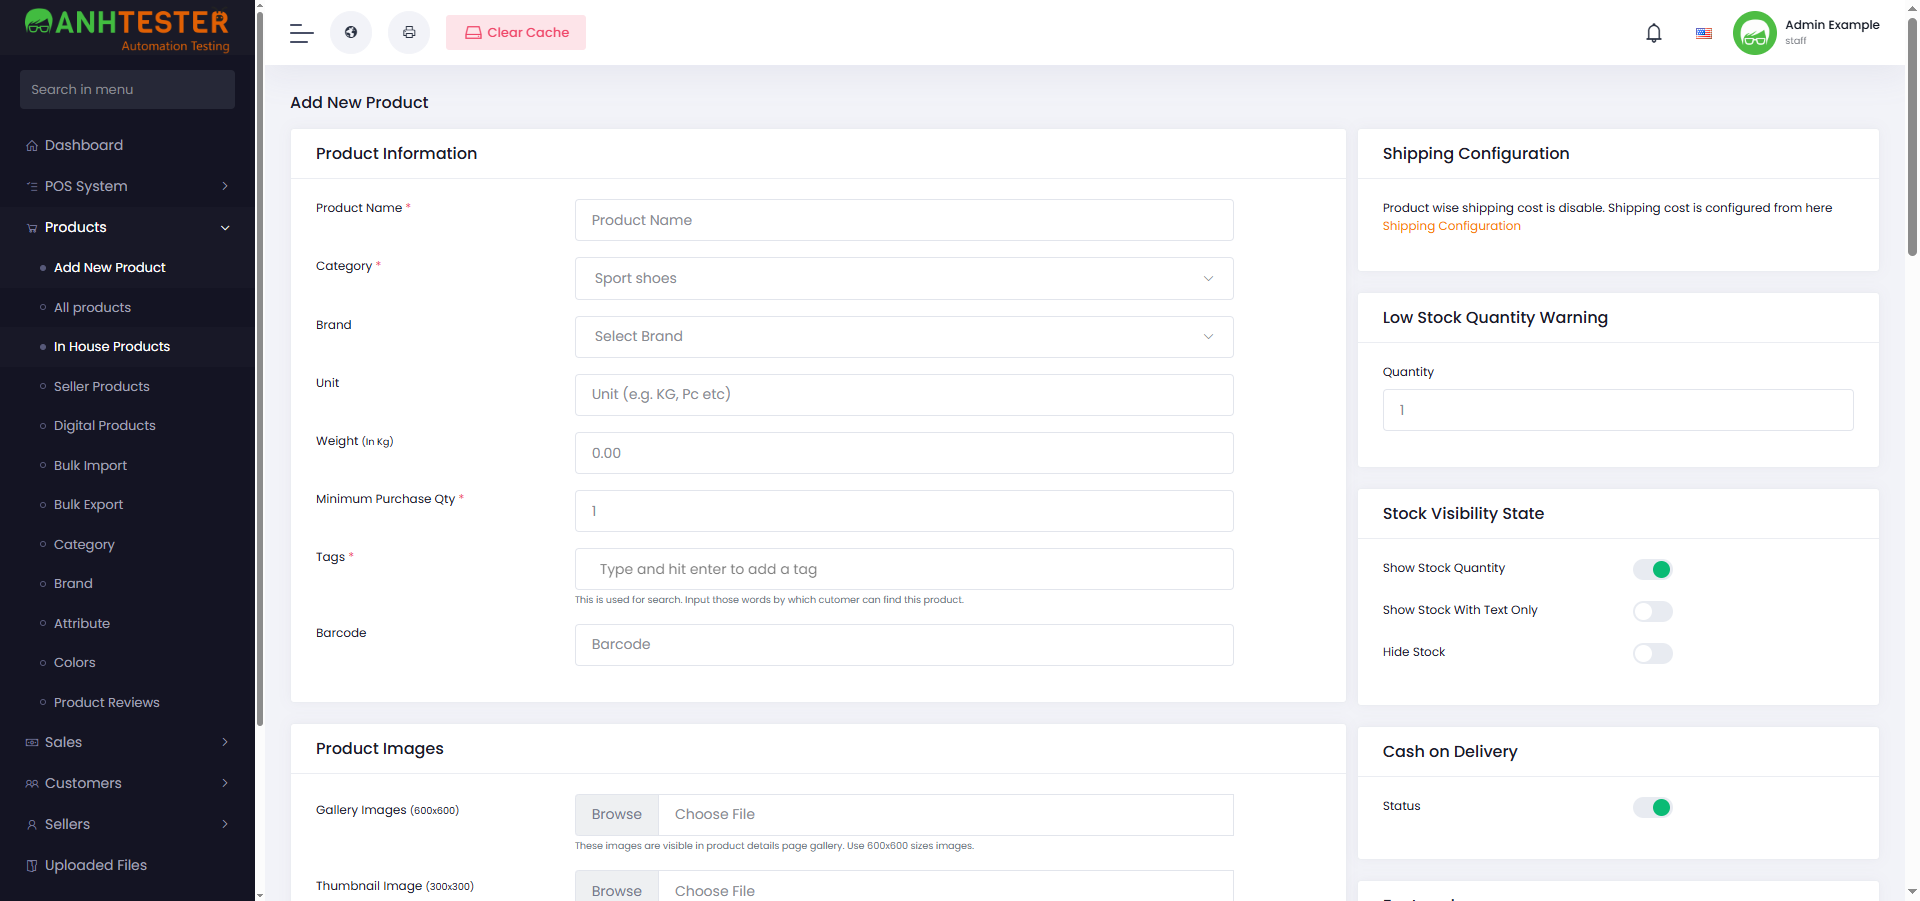 ANHTESTER
Automation Testing
Search in menu
Dashboard
POS System
Products
Add New Product
All products
In House Products
Seller Products
Digital Products
Bulk Import
Bulk Export
Category
Brand
Attribute
Colors
Product Reviews
Sales
Customers
Sellers
Uploaded Files
Clear Cache
Admin Example
staff
Add New Product
Product Information
Product Name *
Product Name
Category *
Sport shoes
Brand
Select Brand
Unit
Unit (e.g. KG, Pc etc)
Weight (In Kg)
0.00
Minimum Purchase Qty *
1
Tags *
Type and hit enter to add a tag
This is used for search. Input those words by which cutomer can find this product.
Barcode
Barcode
Product Images
Gallery Images (600x600)
Browse Choose File
These images are visible in product details page gallery. Use 600x600 sizes images.
Thumbnail Image (300x300)
Browse Choose File
Shipping Configuration
Product wise shipping cost is disable. Shipping cost is configured from here
Shipping Configuration
Low Stock Quantity Warning
Quantity
1
Stock Visibility State
Show Stock Quantity
Show Stock With Text Only
Hide Stock
Cash on Delivery
Status